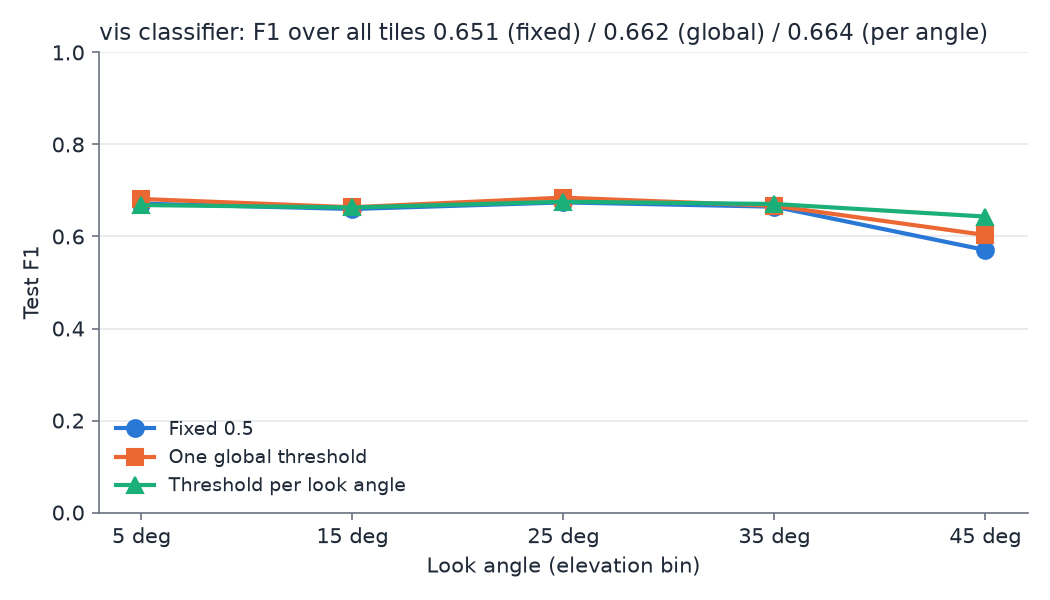 vis classifier: F1 over all tiles 0.651 (fixed) / 0.662 (global) / 0.664 (per angle)
1.0
0.8
0.6
0.4
0.2
0.0
Test F1
Fixed 0.5
One global threshold
Threshold per look angle
5 deg
15 deg
25 deg
35 deg
45 deg
Look angle (elevation bin)